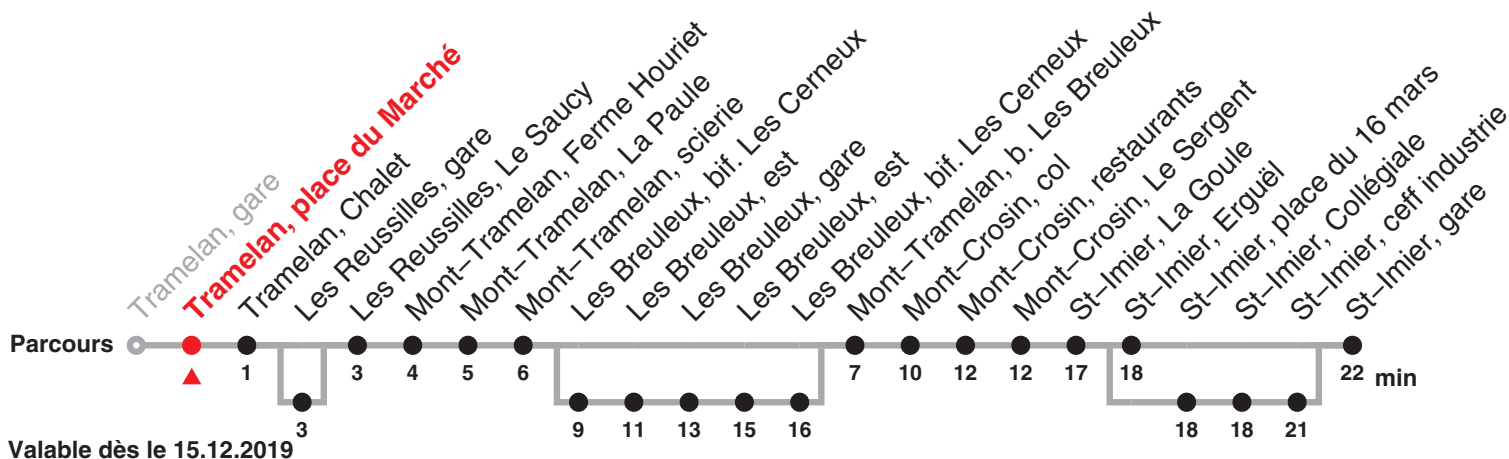 Tramelan, gare
Tramelan, place du Marché
Tramelan, Chalet
Les Reussilles, gare
Les Reussilles, Le Saucy
Mont–Tramelan, Ferme Houriet
Mont–Tramelan, La Paule
Mont–Tramelan, scierie
Les Breuleux, bif. Les Cerneux
Les Breuleux, est
Les Breuleux, gare
Les Breuleux, est
Les Breuleux, bif. Les Cerneux
Mont–Tramelan, b. Les Breuleux
Mont–Crosin, col
Mont–Crosin, restaurants
Mont–Crosin, Le Sergent
St–Imier, La Goule
St–Imier, Erguël
St–Imier, place du 16 mars
St–Imier, Collégiale
St–Imier, ceff industrie
St–Imier, gare
Parcours
1 3 4 5 6 7 10 12 12 17 18 22 min
3 9 11 13 15 16 18 18 21
Valable dès le 15.12.2019